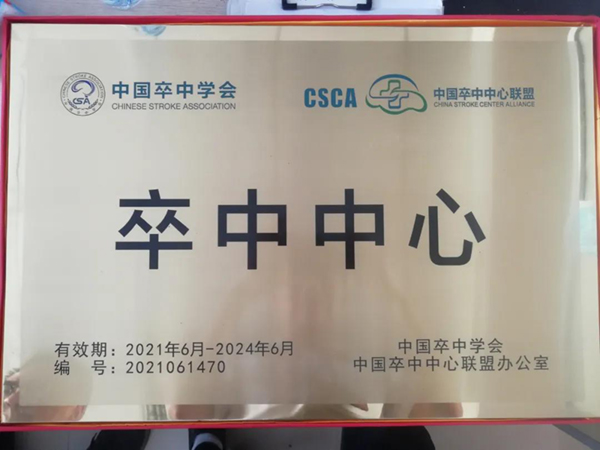 中国卒中学会
CHINESE STROKE ASSOCIATION
CSA
CSCA
中国卒中中心联盟
CHINA STROKE CENTER ALLIANCE
卒中中心
有效期：2021年6月-2024年6月
编 号：2021061470
中国卒中学会
中国卒中中心联盟办公室